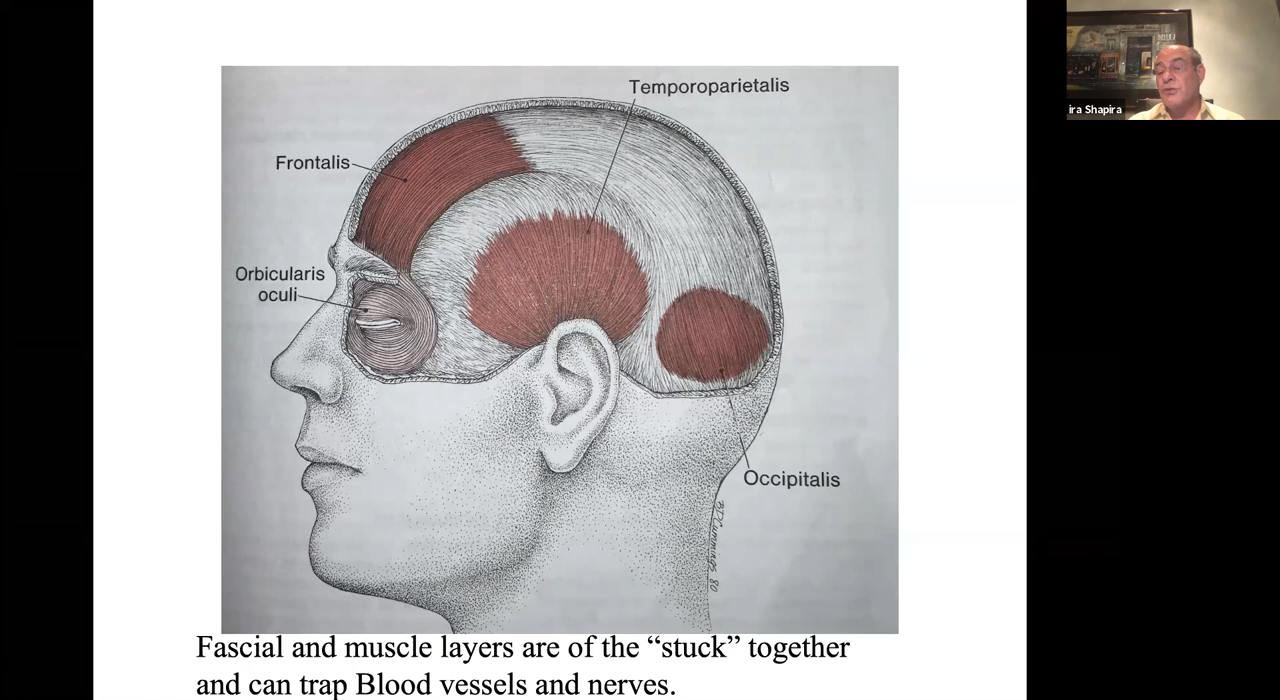 Temporoparietalis
Frontalis
Orbicularis
oculi
Occipitalis
80
Fascial and muscle layers are of the “stuck” together
and can trap Blood vessels and nerves.
ira Shapira